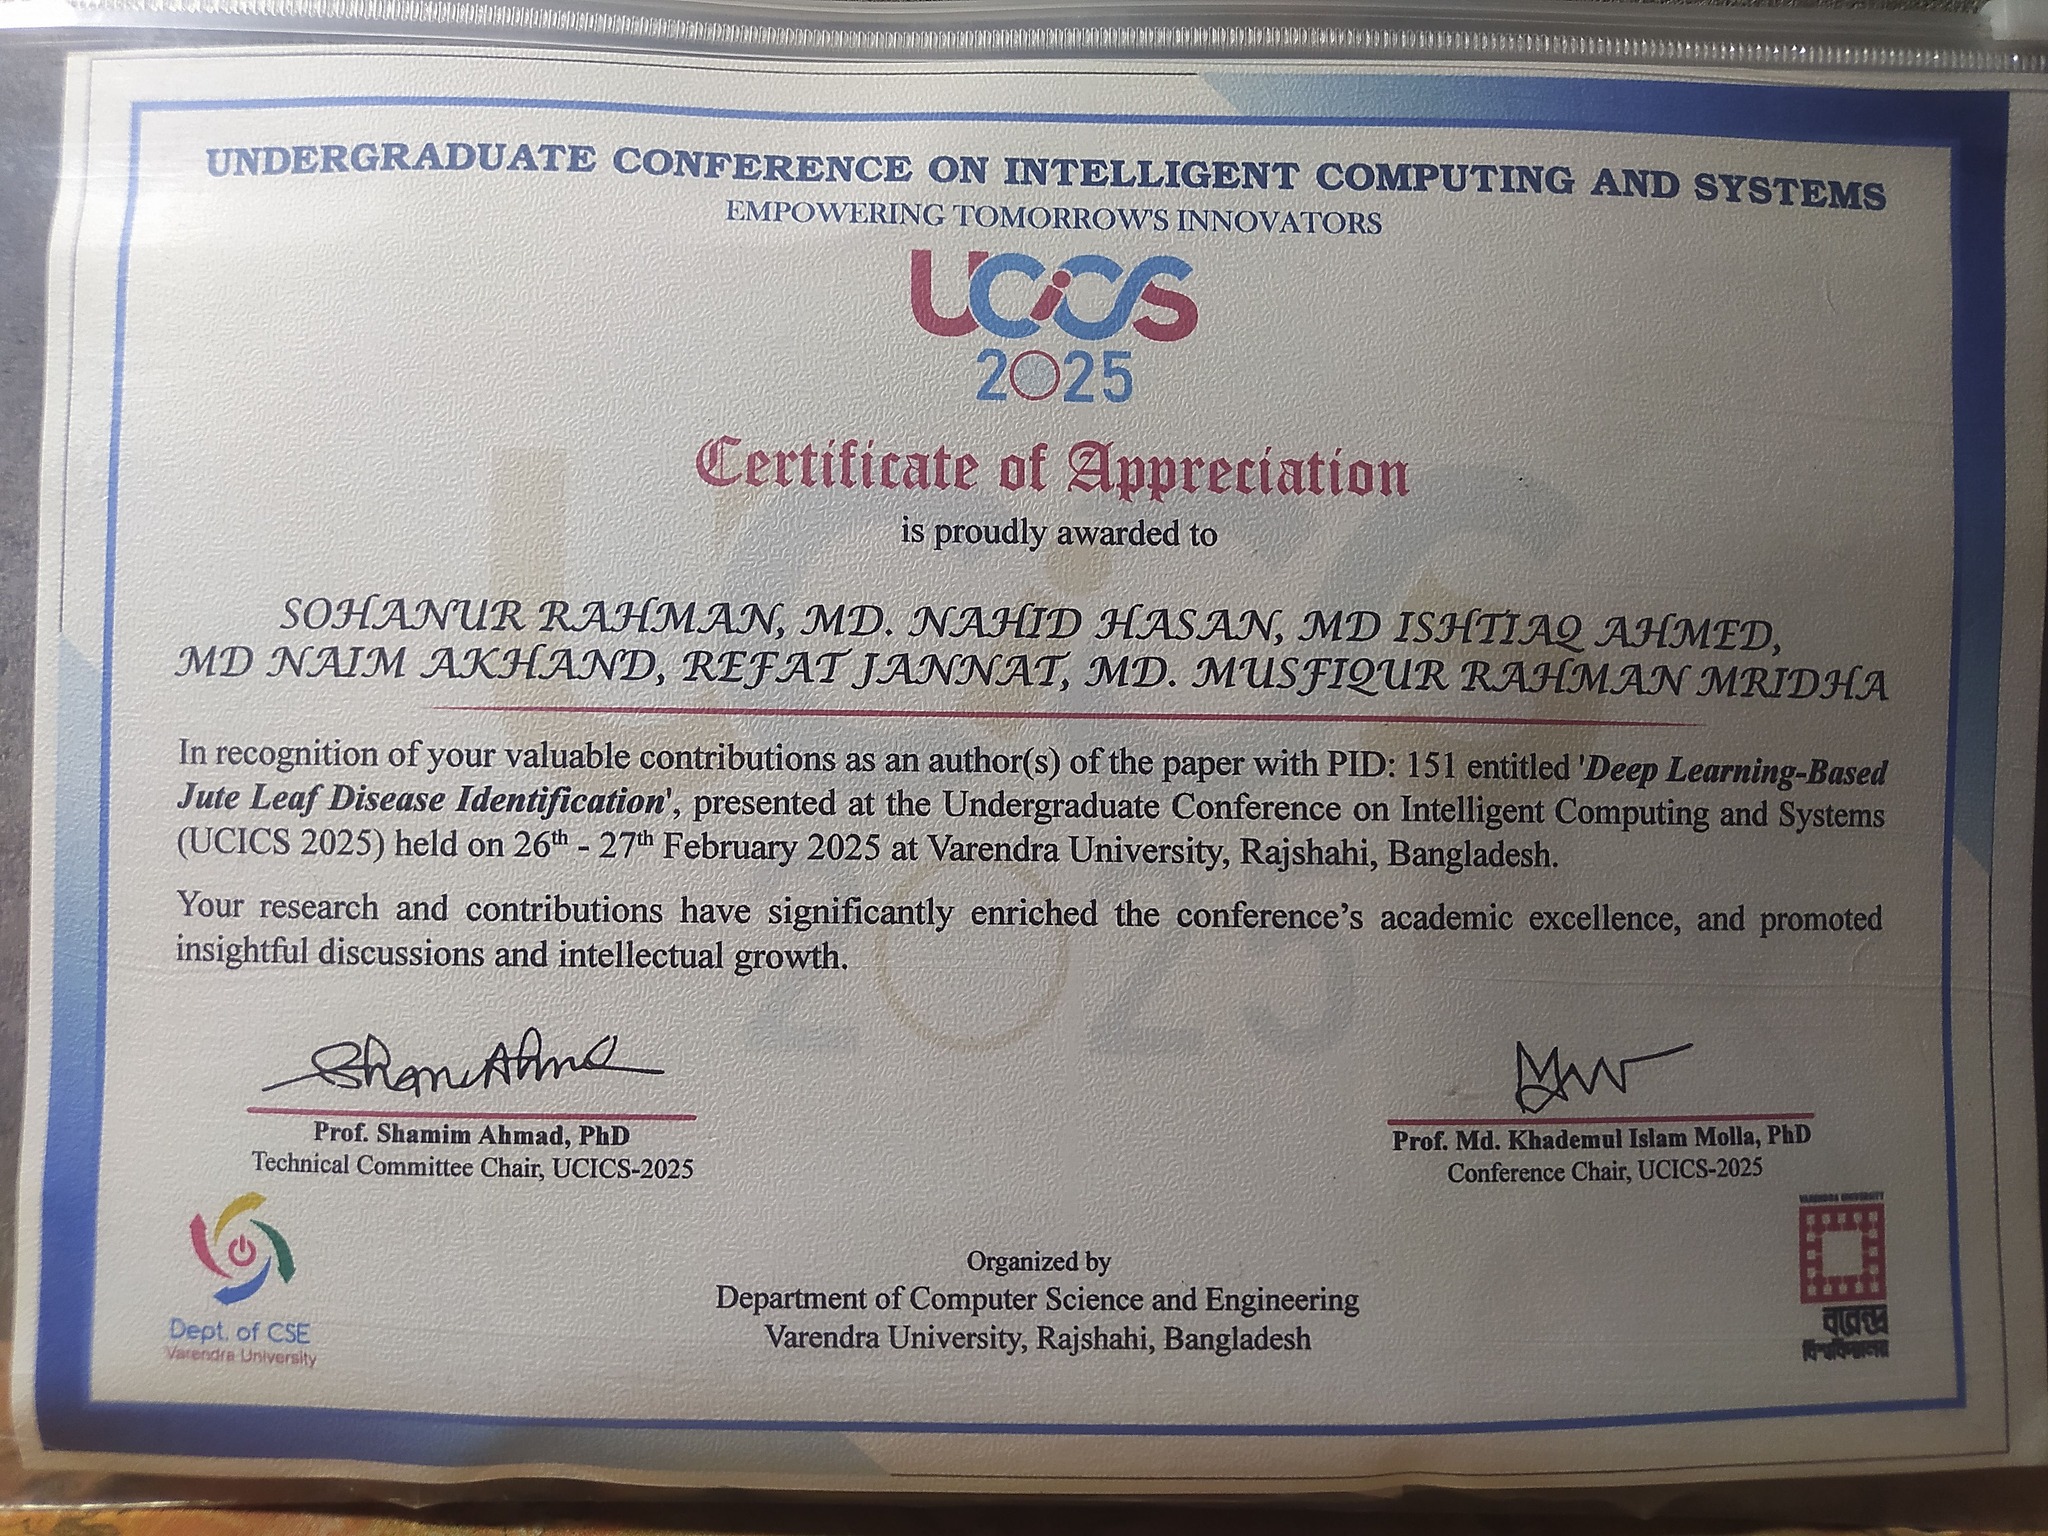 UNDERGRADUATE CONFERENCE ON INTELLIGENT COMPUTING AND SYSTEMS
EMPOWERING TOMORROW'S INNOVATORS
UCiCS
2025
Certificate of Appreciation
is proudly awarded to
SOHANUR RAHMAN, MD. NAHID HASAN, MD ISHTIAQ AHMED,
MD NAIM AKHAND, REFAT JANNAT, MD. MUSFIQUR RAHMAN MRIDHA
In recognition of your valuable contributions as an author(s) of the paper with PID: 151 entitled 'Deep Learning-Based
Jute Leaf Disease Identification', presented at the Undergraduate Conference on Intelligent Computing and Systems
(UCICS 2025) held on 26th - 27th February 2025 at Varendra University, Rajshahi, Bangladesh.
Your research and contributions have significantly enriched the conference’s academic excellence, and promoted
insightful discussions and intellectual growth.
Prof. Shamim Ahmad, PhD
Technical Committee Chair, UCICS-2025
Prof. Md. Khademul Islam Molla, PhD
Conference Chair, UCICS-2025
Organized by
Department of Computer Science and Engineering
Varendra University, Rajshahi, Bangladesh
Dept. of CSE
Varendra University
VARENDRA UNIVERSITY
বরেন্দ্র
বিশ্ববিদ্যালয়